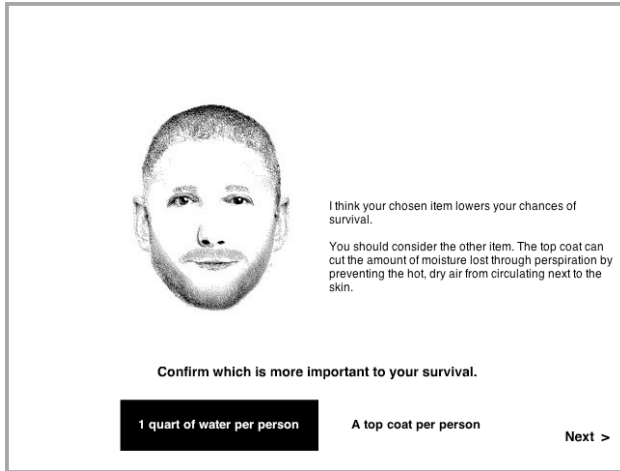 I think your chosen item lowers your chances of
survival.
You should consider the other item. The top coat can
cut the amount of moisture lost through perspiration by
preventing the hot, dry air from circulating next to the
skin.
Confirm which is more important to your survival.
1 quart of water per person
A top coat per person
Next >